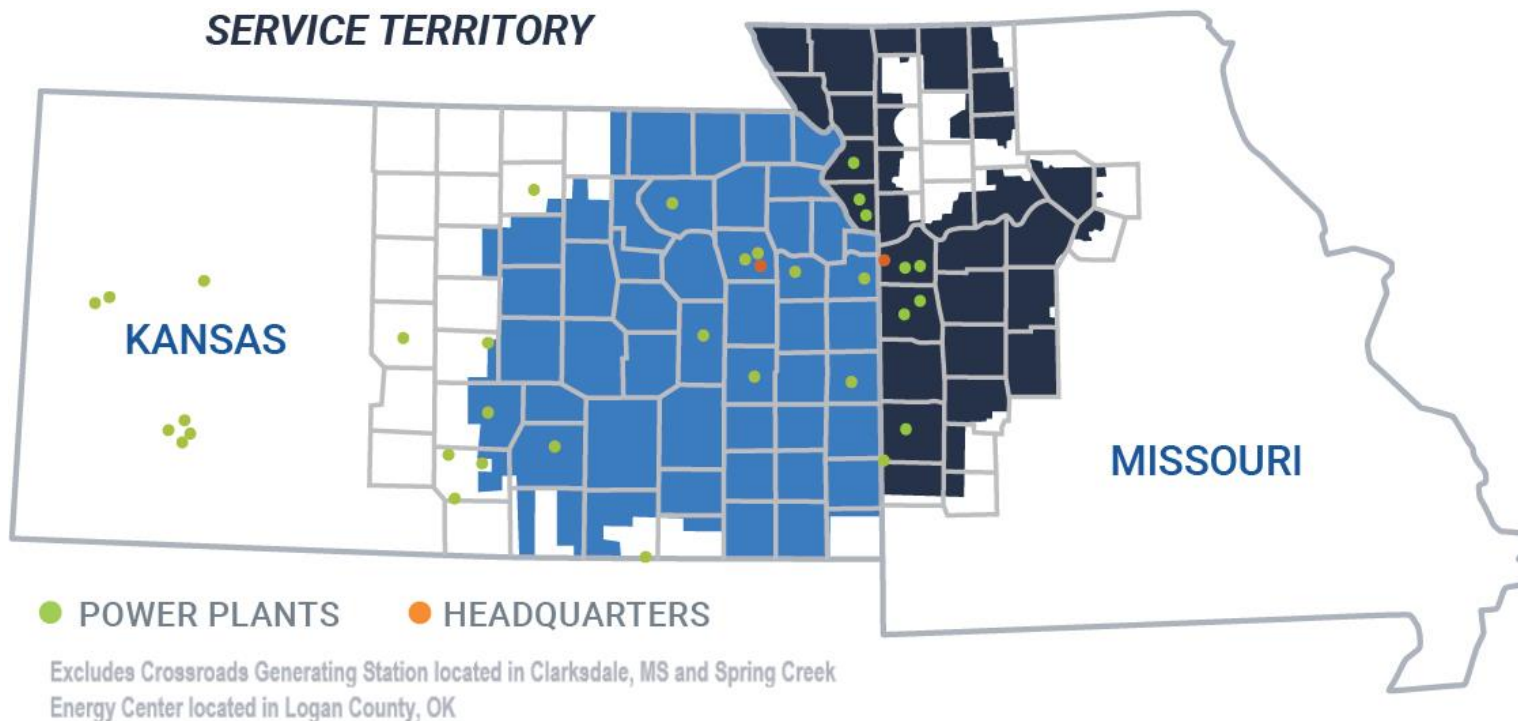 SERVICE TERRITORY
KANSAS
MISSOURI
POWER PLANTS HEADQUARTERS
Excludes Crossroads Generating Station located in Clarksdale, MS and Spring Creek
Energy Center located in Logan County, OK